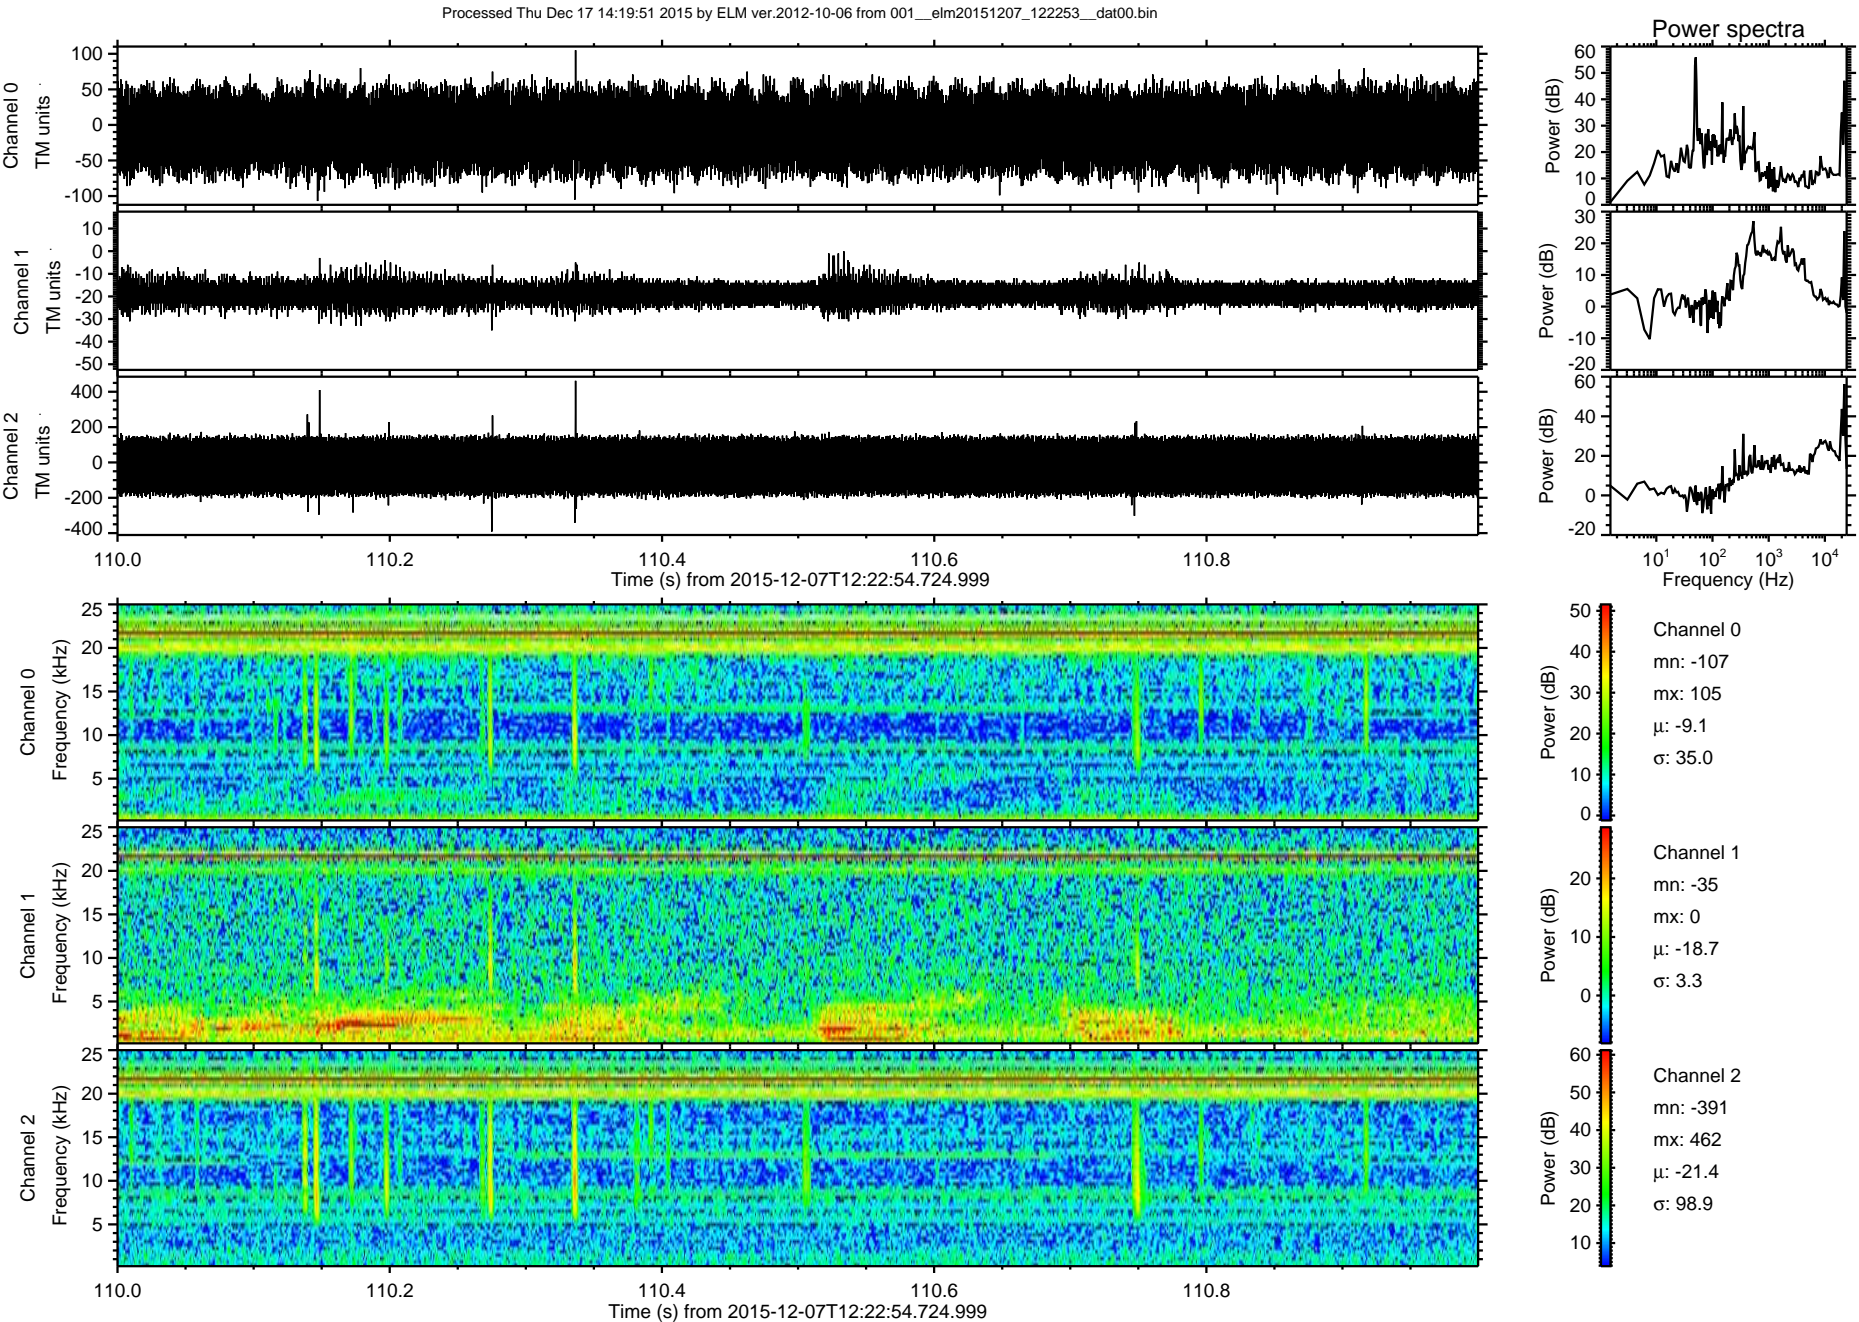 Processed Thu Dec 17 14:19:51 2015 by ELM ver.2012-10-06 from 001__elm20151207_122253__dat00.bin
Power spectra
Channel 0
TM units
100
50
0
-50
-100
Power (dB)
60
50
40
30
20
10
0
Channel 1
TM units
10
0
-10
-20
-30
-40
-50
Power (dB)
30
20
10
0
-10
-20
Channel 2
TM units
400
200
0
-200
-400
Power (dB)
60
40
20
0
-20
110.0 110.2 110.4 110.6 110.8
Time (s) from 2015-12-07T12:22:54.724.999
10¹ 10² 10³ 10⁴
Frequency (Hz)
Channel 0
Frequency (kHz)
25
20
15
10
5
Power (dB)
50
40
30
20
10
0
Channel 0
mn: -107
mx: 105
μ: -9.1
σ: 35.0
Channel 1
Frequency (kHz)
25
20
15
10
5
Power (dB)
20
10
0
Channel 1
mn: -35
mx: 0
μ: -18.7
σ: 3.3
Channel 2
Frequency (kHz)
25
20
15
10
5
Power (dB)
60
50
40
30
20
10
Channel 2
mn: -391
mx: 462
μ: -21.4
σ: 98.9
110.0 110.2 110.4 110.6 110.8
Time (s) from 2015-12-07T12:22:54.724.999